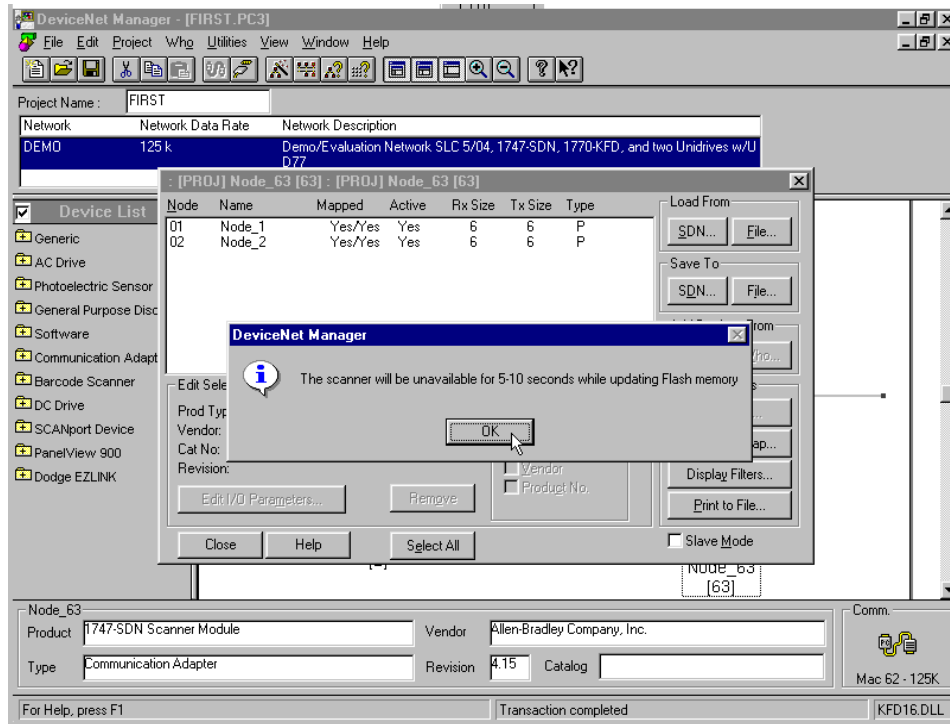 DeviceNet Manager - [FIRST.PC3]
File Edit Project Who Utilities View Window Help
Project Name : FIRST
Network Network Data Rate Network Description
DEMO 125 k Demo/Evaluation Network SLC 5/04, 1747-SDN, 1770-KFD, and two Unidrives w/U
D77
: [PROJ] Node_63 [63] : [PROJ] Node_63 [63]
Device List
Generic
AC Drive
Photoelectric Sensor
General Purpose Disc
Software
Communication Adapt
Barcode Scanner
DC Drive
SCANport Device
PanelView 900
Dodge EZLINK
Node Name Mapped Active Rx Size Tx Size Type
01 Node_1 Yes/Yes Yes 6 6 P
02 Node_2 Yes/Yes Yes 6 6 P
Load From
SDN... File...
Save To
SDN... File...
From
DeviceNet Manager
The scanner will be unavailable for 5-10 seconds while updating Flash memory
OK
Edit Sele
Prod Typ
Vendor:
Cat No:
Revision:
Vendor
Product No.
Edit I/O Parameters... Remove
ap...
Display Filters...
Print to File...
Close Help Select All
Slave Mode
Node_63
[63]
Node_63
Product 1747-SDN Scanner Module Vendor Allen-Bradley Company, Inc.
Type Communication Adapter Revision 4.15 Catalog
Comm.
Mac 62 - 125K
For Help, press F1 Transaction completed KFD16.DLL